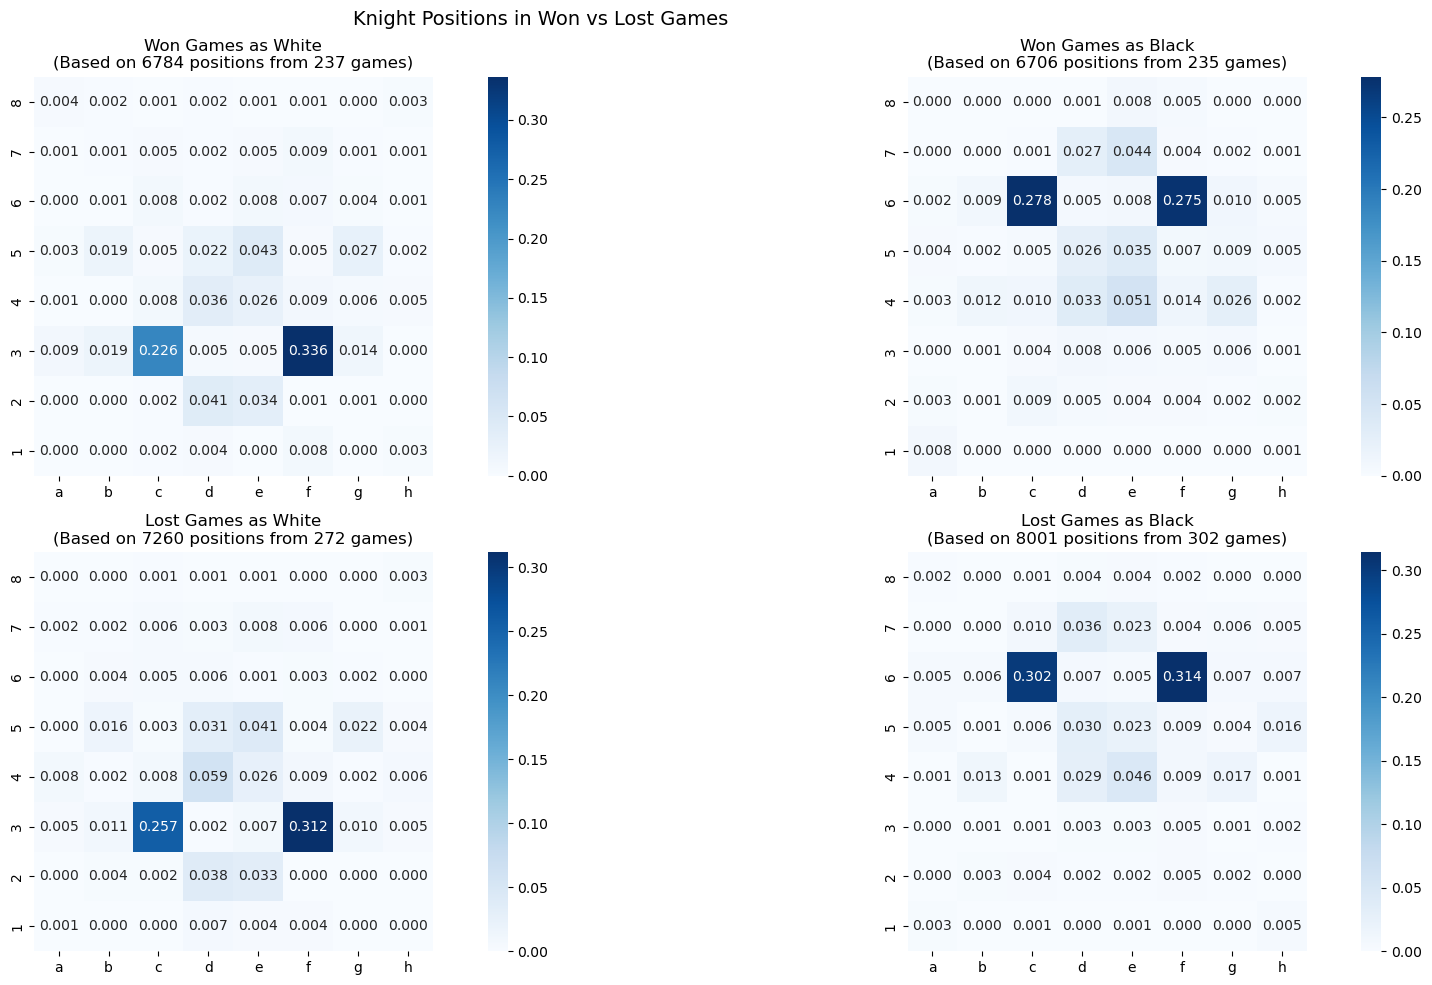 Knight Positions in Won vs Lost Games
Won Games as White
(Based on 6784 positions from 237 games)
8 0.004 0.002 0.001 0.002 0.001 0.001 0.000 0.003
7 0.001 0.001 0.005 0.002 0.005 0.009 0.001 0.001
6 0.000 0.001 0.008 0.002 0.008 0.007 0.004 0.001
5 0.003 0.019 0.005 0.022 0.043 0.005 0.027 0.002
4 0.001 0.000 0.008 0.036 0.026 0.009 0.006 0.005
3 0.009 0.019 0.226 0.005 0.005 0.336 0.014 0.000
2 0.000 0.000 0.002 0.041 0.034 0.001 0.001 0.000
1 0.000 0.000 0.002 0.004 0.000 0.008 0.000 0.003
a b c d e f g h
0.30
0.25
0.20
0.15
0.10
0.05
0.00
Won Games as Black
(Based on 6706 positions from 235 games)
8 0.000 0.000 0.000 0.001 0.008 0.005 0.000 0.000
7 0.000 0.000 0.001 0.027 0.044 0.004 0.002 0.001
6 0.002 0.009 0.278 0.005 0.008 0.275 0.010 0.005
5 0.004 0.002 0.005 0.026 0.035 0.007 0.009 0.005
4 0.003 0.012 0.010 0.033 0.051 0.014 0.026 0.002
3 0.000 0.001 0.004 0.008 0.006 0.005 0.006 0.001
2 0.003 0.001 0.009 0.005 0.004 0.004 0.002 0.002
1 0.008 0.000 0.000 0.000 0.000 0.000 0.000 0.001
a b c d e f g h
0.25
0.20
0.15
0.10
0.05
0.00
Lost Games as White
(Based on 7260 positions from 272 games)
8 0.000 0.000 0.001 0.001 0.001 0.000 0.000 0.003
7 0.002 0.002 0.006 0.003 0.008 0.006 0.000 0.001
6 0.000 0.004 0.005 0.006 0.001 0.003 0.002 0.000
5 0.000 0.016 0.003 0.031 0.041 0.004 0.022 0.004
4 0.008 0.002 0.008 0.059 0.026 0.009 0.002 0.006
3 0.005 0.011 0.257 0.002 0.007 0.312 0.010 0.005
2 0.000 0.004 0.002 0.038 0.033 0.000 0.000 0.000
1 0.001 0.000 0.000 0.007 0.004 0.004 0.000 0.000
a b c d e f g h
0.30
0.25
0.20
0.15
0.10
0.05
0.00
Lost Games as Black
(Based on 8001 positions from 302 games)
8 0.002 0.000 0.001 0.004 0.004 0.002 0.000 0.000
7 0.000 0.000 0.010 0.036 0.023 0.004 0.006 0.005
6 0.005 0.006 0.302 0.007 0.005 0.314 0.007 0.007
5 0.005 0.001 0.006 0.030 0.023 0.009 0.004 0.016
4 0.001 0.013 0.001 0.029 0.046 0.009 0.017 0.001
3 0.000 0.001 0.001 0.003 0.003 0.005 0.001 0.002
2 0.000 0.003 0.004 0.002 0.002 0.005 0.002 0.000
1 0.003 0.000 0.001 0.000 0.001 0.000 0.000 0.005
a b c d e f g h
0.30
0.25
0.20
0.15
0.10
0.05
0.00